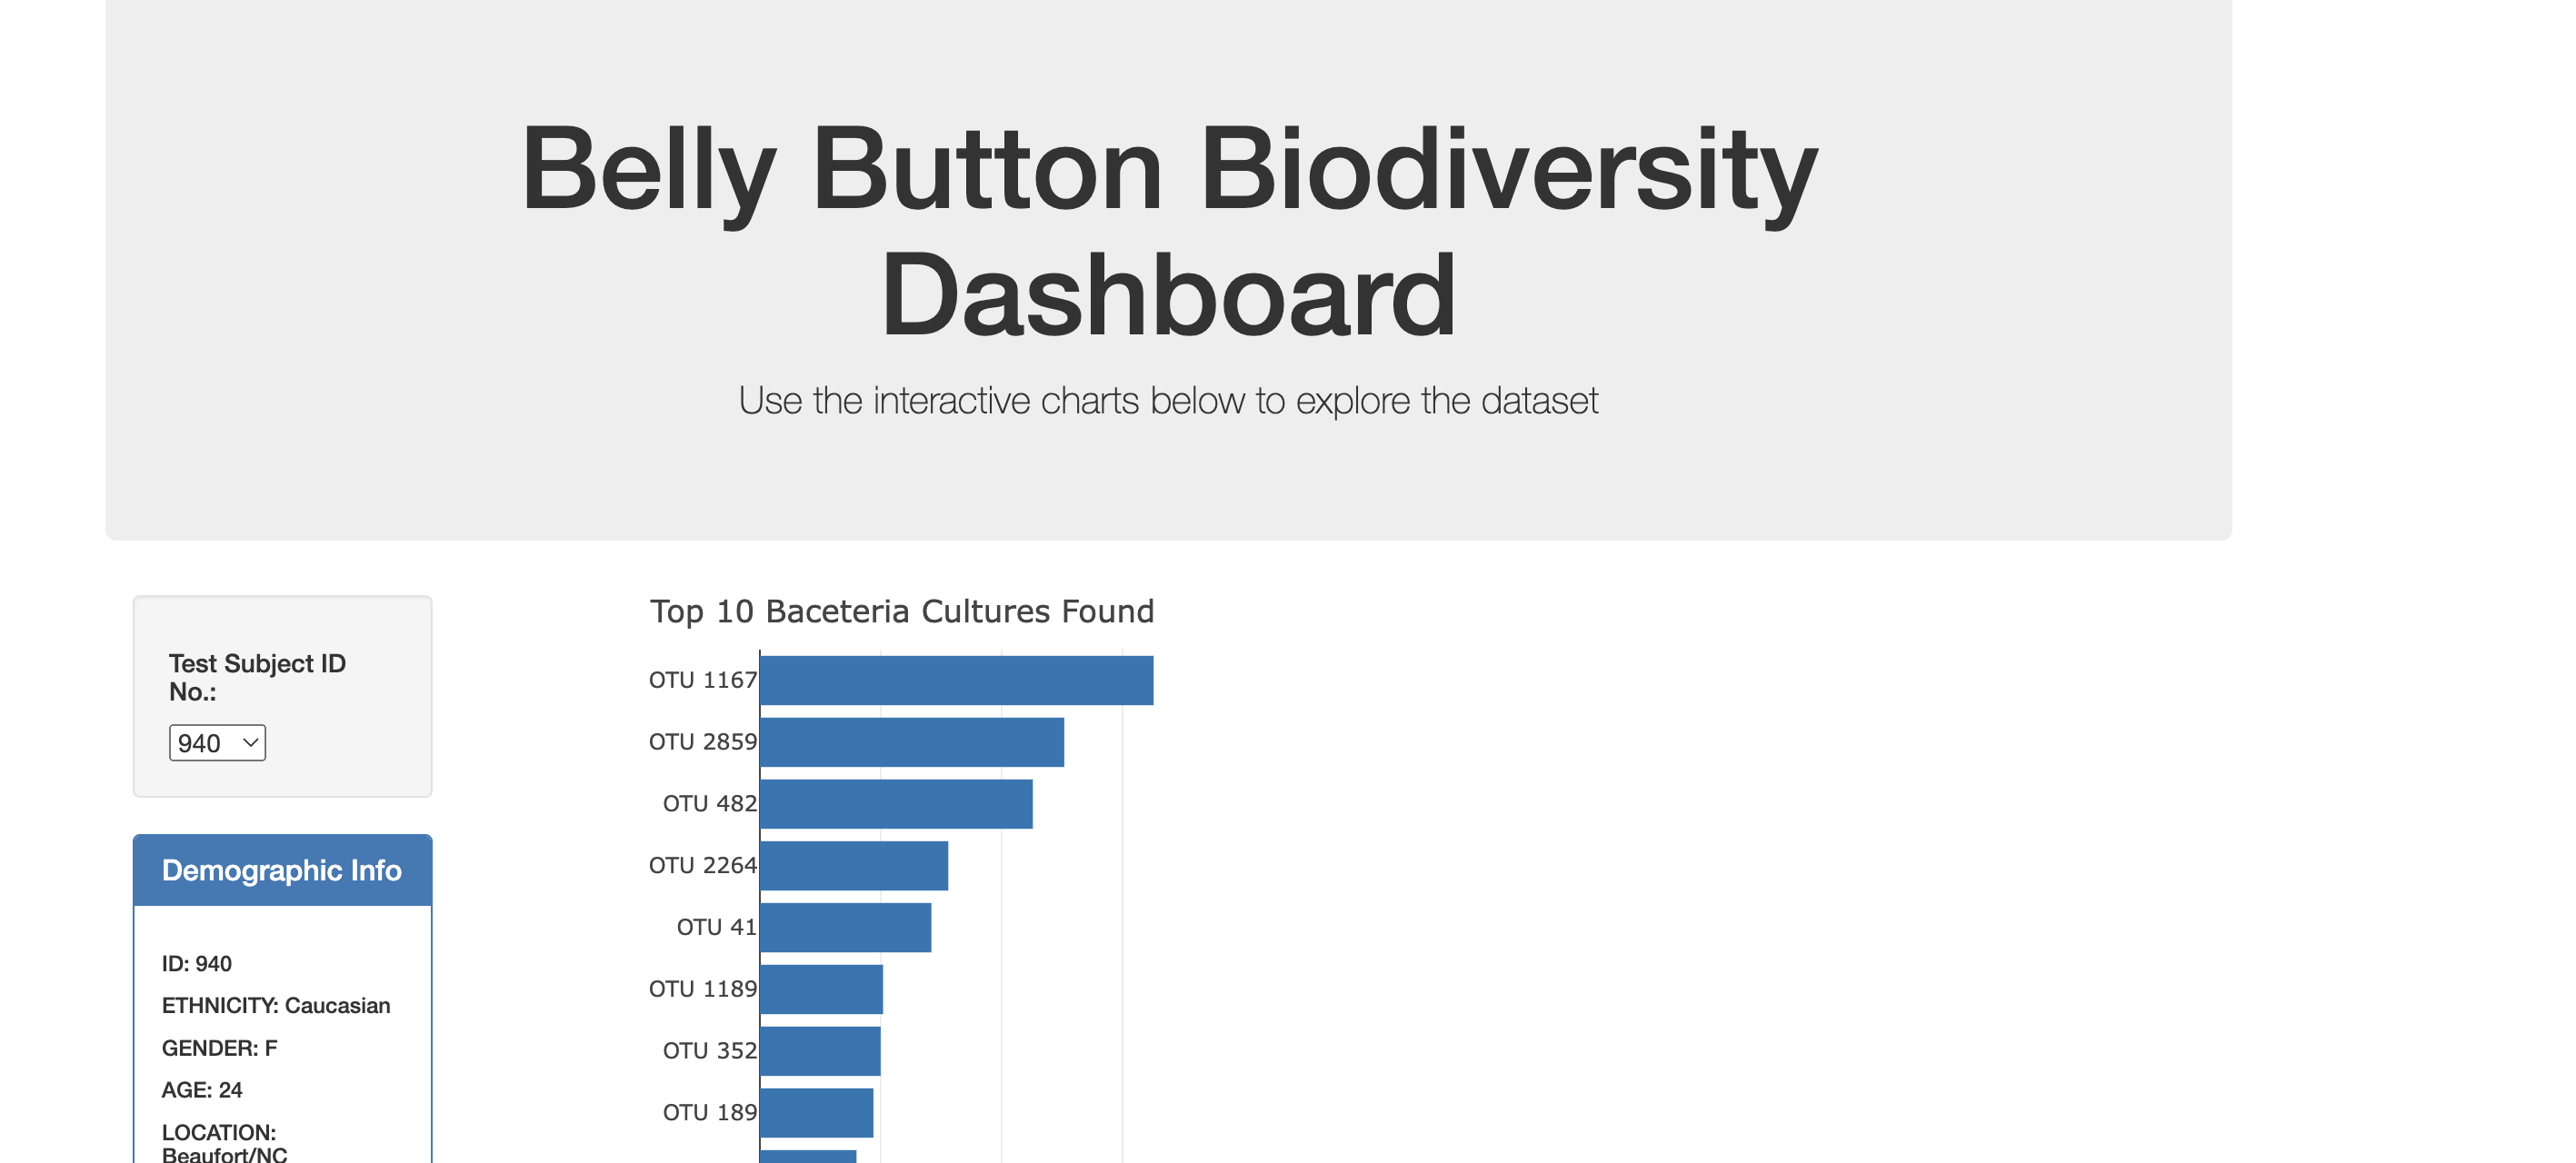 Belly Button Biodiversity
Dashboard
Use the interactive charts below to explore the dataset
Test Subject ID
No.:
940
Demographic Info
ID: 940
ETHNICITY: Caucasian
GENDER: F
AGE: 24
LOCATION:
Beaufort/NC
Top 10 Baceteria Cultures Found
OTU 1167
OTU 2859
OTU 482
OTU 2264
OTU 41
OTU 1189
OTU 352
OTU 189